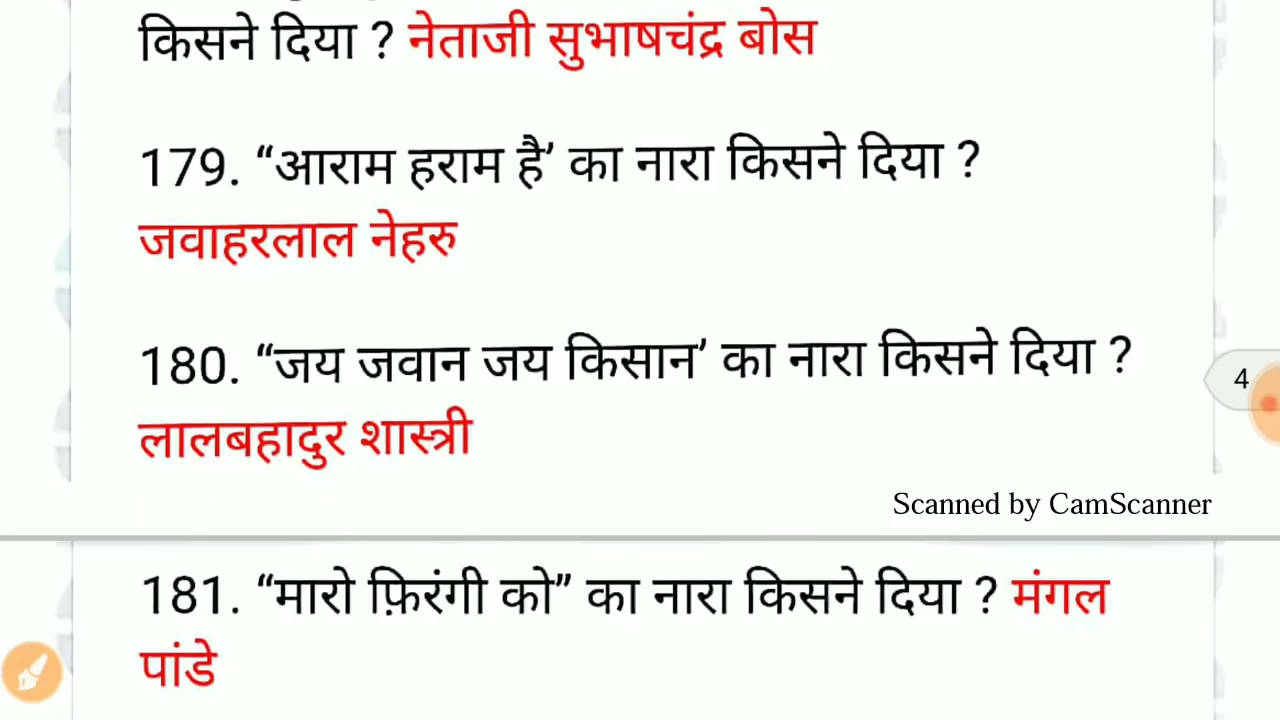 किसने दिया ? नेताजी सुभाषचंद्र बोस
179. “आराम हराम है’ का नारा किसने दिया ?
जवाहरलाल नेहरु
180. “जय जवान जय किसान’ का नारा किसने दिया ?
लालबहादुर शास्त्री
4
Scanned by CamScanner
181. “मारो फ़िरंगी को” का नारा किसने दिया ? मंगल
पांडे